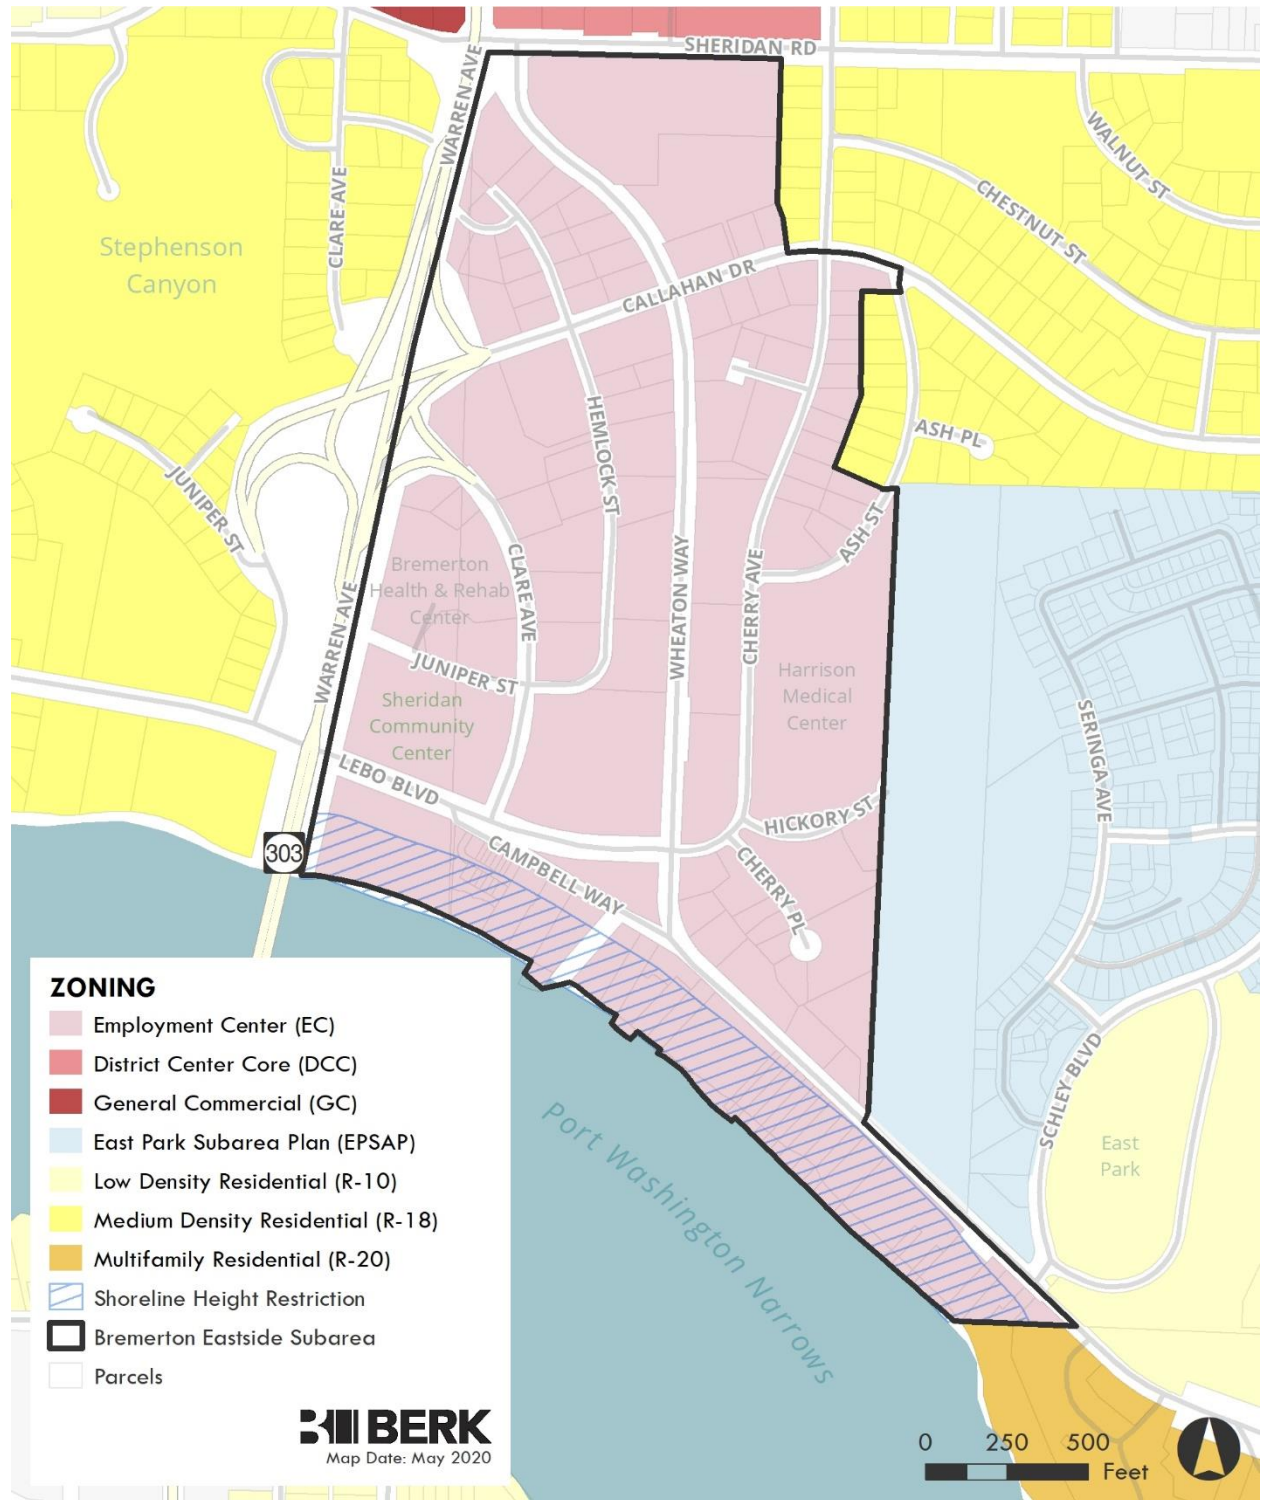 SHERIDAN RD
WARREN AVE
WALNUT ST
CLARE AVE
CHESTNUT ST
Stephenson
Canyon
CALLAHAN DR
HEMLOCK ST
ASH PL
JUNIPER ST
ASH ST
Bremerton
Health & Rehab
Center
CLARE AVE
WHEATON WAY
CHERRY AVE
WARREN AVE
JUNIPER ST
Harrison
Medical
Center
Sheridan
Community
Center
SERINGA AVE
LEBO BLVD
HICKORY ST
303
CAMPBELL WAY
CHERRY PL
SCHLEY BLVD
East
Park
Port Washington Narrows
ZONING
Employment Center (EC)
District Center Core (DCC)
General Commercial (GC)
East Park Subarea Plan (EPSAP)
Low Density Residential (R-10)
Medium Density Residential (R-18)
Multifamily Residential (R-20)
Shoreline Height Restriction
Bremerton Eastside Subarea
Parcels
BERK
Map Date: May 2020
0 250 500
Feet